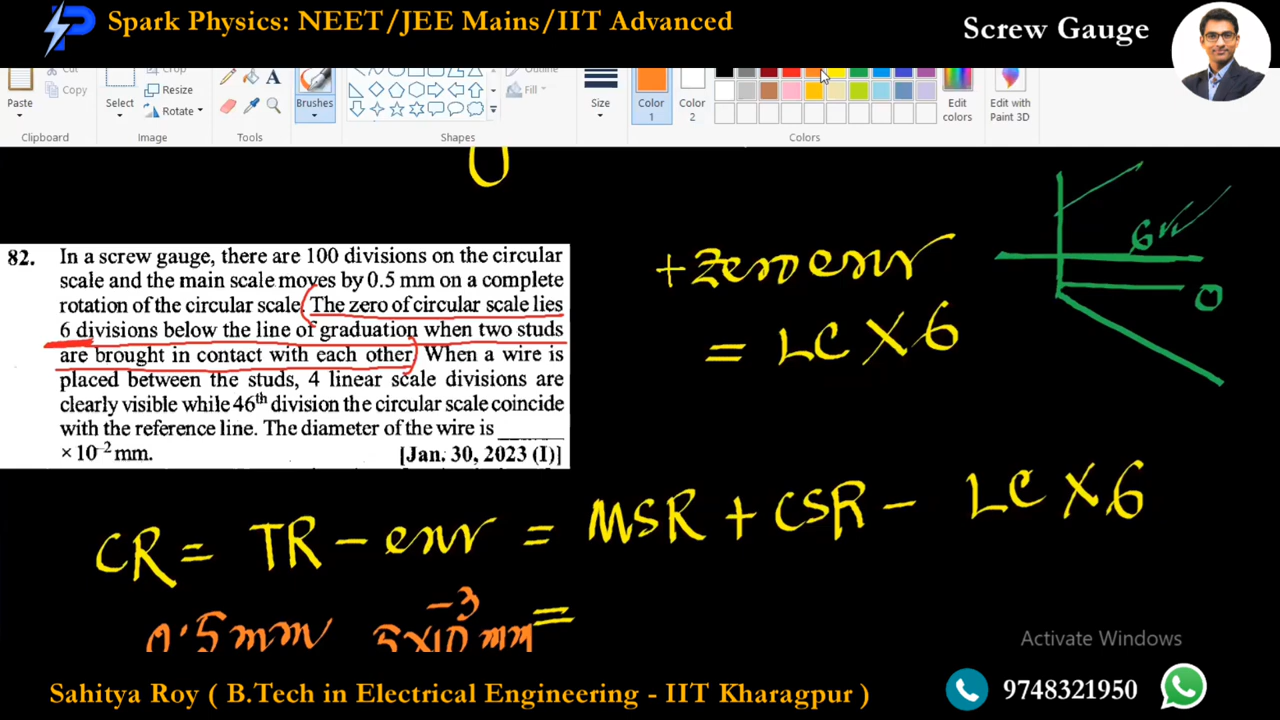 Spark Physics: NEET/JEE Mains/IIT Advanced
Screw Gauge
Paste
Cut
Copy
Clipboard
Select
Crop
Resize
Rotate
Image
A
Tools
Brushes
Outline
Fill
Shapes
Size
Color
1
Color
2
Colors
Edit
colors
Edit with
Paint 3D
82. In a screw gauge, there are 100 divisions on the circular
scale and the main scale moves by 0.5 mm on a complete
rotation of the circular scale. The zero of circular scale lies
6 divisions below the line of graduation when two studs
are brought in contact with each other. When a wire is
placed between the studs, 4 linear scale divisions are
clearly visible while 46th division the circular scale coincide
with the reference line. The diameter of the wire is ______
× 10⁻² mm. [Jan. 30, 2023 (I)]
+Zero error
= LC × 6
6
0
CR = TR − error = MSR + CSR − LC × 6
=
0.5mm 5×10⁻³ mm
Activate Windows
Sahitya Roy ( B.Tech in Electrical Engineering - IIT Kharagpur )
9748321950